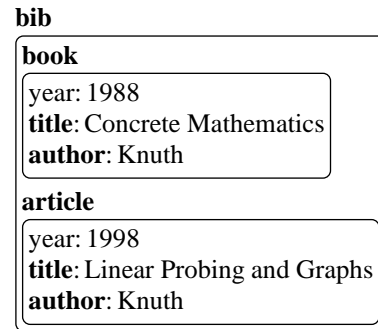 bib
book
year: 1988
title: Concrete Mathematics
author: Knuth
article
year: 1998
title: Linear Probing and Graphs
author: Knuth